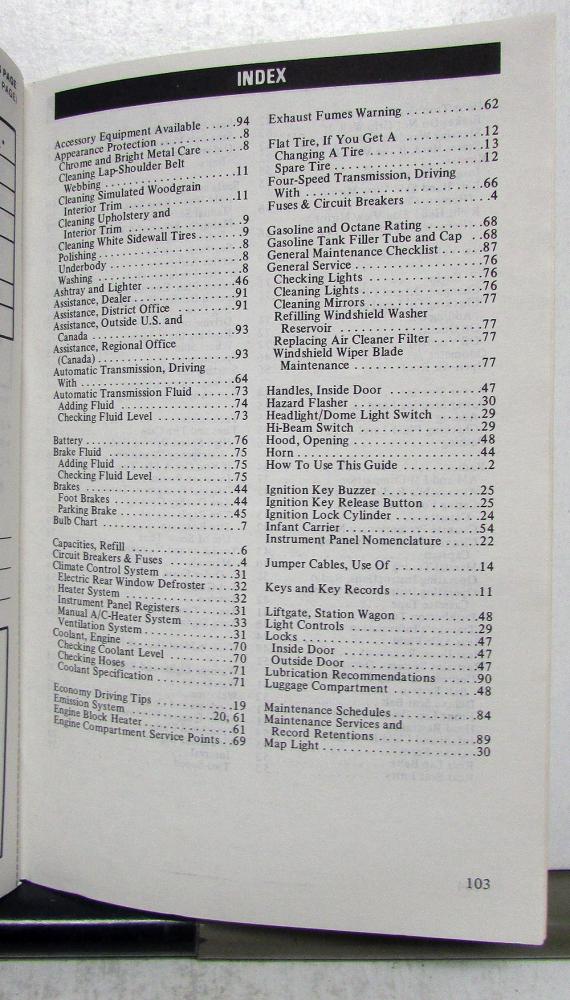 PAGE
PAGE)
INDEX
Accessory Equipment Available .....94
Appearance Protection .............8
Chrome and Bright Metal Care ......8
Cleaning Lap-Shoulder Belt
Webbing ....................11
Cleaning Simulated Woodgrain
Interior Trim .................11
Cleaning Upholstery and
Interior Trim .................9
Cleaning White Sidewall Tires .......9
Polishing .......................8
Underbody .....................8
Washing .......................8
Ashtray and Lighter ...............46
Assistance, Dealer .................91
Assistance, District Office ..........91
Assistance, Outside U.S. and
Canada ......................93
Assistance, Regional Office
(Canada) .....................93
Automatic Transmission, Driving
With ........................64
Automatic Transmission Fluid .......73
Adding Fluid ..................74
Checking Fluid Level ............73
Battery .........................76
Brake Fluid .....................75
Adding Fluid ..................75
Checking Fluid Level ............75
Brakes .........................44
Foot Brakes ...................44
Parking Brake .................45
Bulb Chart ......................7
Capacities, Refill .................6
Circuit Breakers & Fuses ...........4
Climate Control System ............31
Electric Rear Window Defroster ....32
Heater System .................32
Instrument Panel Registers ........31
Manual A/C-Heater System .......33
Ventilation System ..............31
Coolant, Engine ..................70
Checking Coolant Level ..........70
Checking Hoses ................71
Coolant Specification ............71
Economy Driving Tips .............19
Emission System ..............20, 61
Engine Block Heater ..............61
Engine Compartment Service Points ..69
Exhaust Fumes Warning ...........62
Flat Tire, If You Get A ............12
Changing A Tire ................13
Spare Tire .....................12
Four-Speed Transmission, Driving
With ........................66
Fuses & Circuit Breakers ...........4
Gasoline and Octane Rating ........68
Gasoline Tank Filler Tube and Cap ..68
General Maintenance Checklist ......87
General Service ..................76
Checking Lights ................76
Cleaning Lights .................76
Cleaning Mirrors ...............77
Refilling Windshield Washer
Reservoir ....................77
Replacing Air Cleaner Filter .......77
Windshield Wiper Blade
Maintenance ..................77
Handles, Inside Door ..............47
Hazard Flasher ..................30
Headlight/Dome Light Switch .......29
Hi-Beam Switch .................29
Hood, Opening ..................48
Horn ..........................44
How To Use This Guide ............2
Ignition Key Buzzer ..............25
Ignition Key Release Button ........25
Ignition Lock Cylinder ............24
Infant Carrier ...................54
Instrument Panel Nomenclature .....22
Jumper Cables, Use Of ............14
Keys and Key Records .............11
Liftgate, Station Wagon ...........48
Light Controls ...................29
Locks .........................47
Inside Door ...................47
Outside Door ..................47
Lubrication Recommendations ......90
Luggage Compartment ............48
Maintenance Schedules ............84
Maintenance Services and
Record Retentions ..............89
Map Light ......................30
103